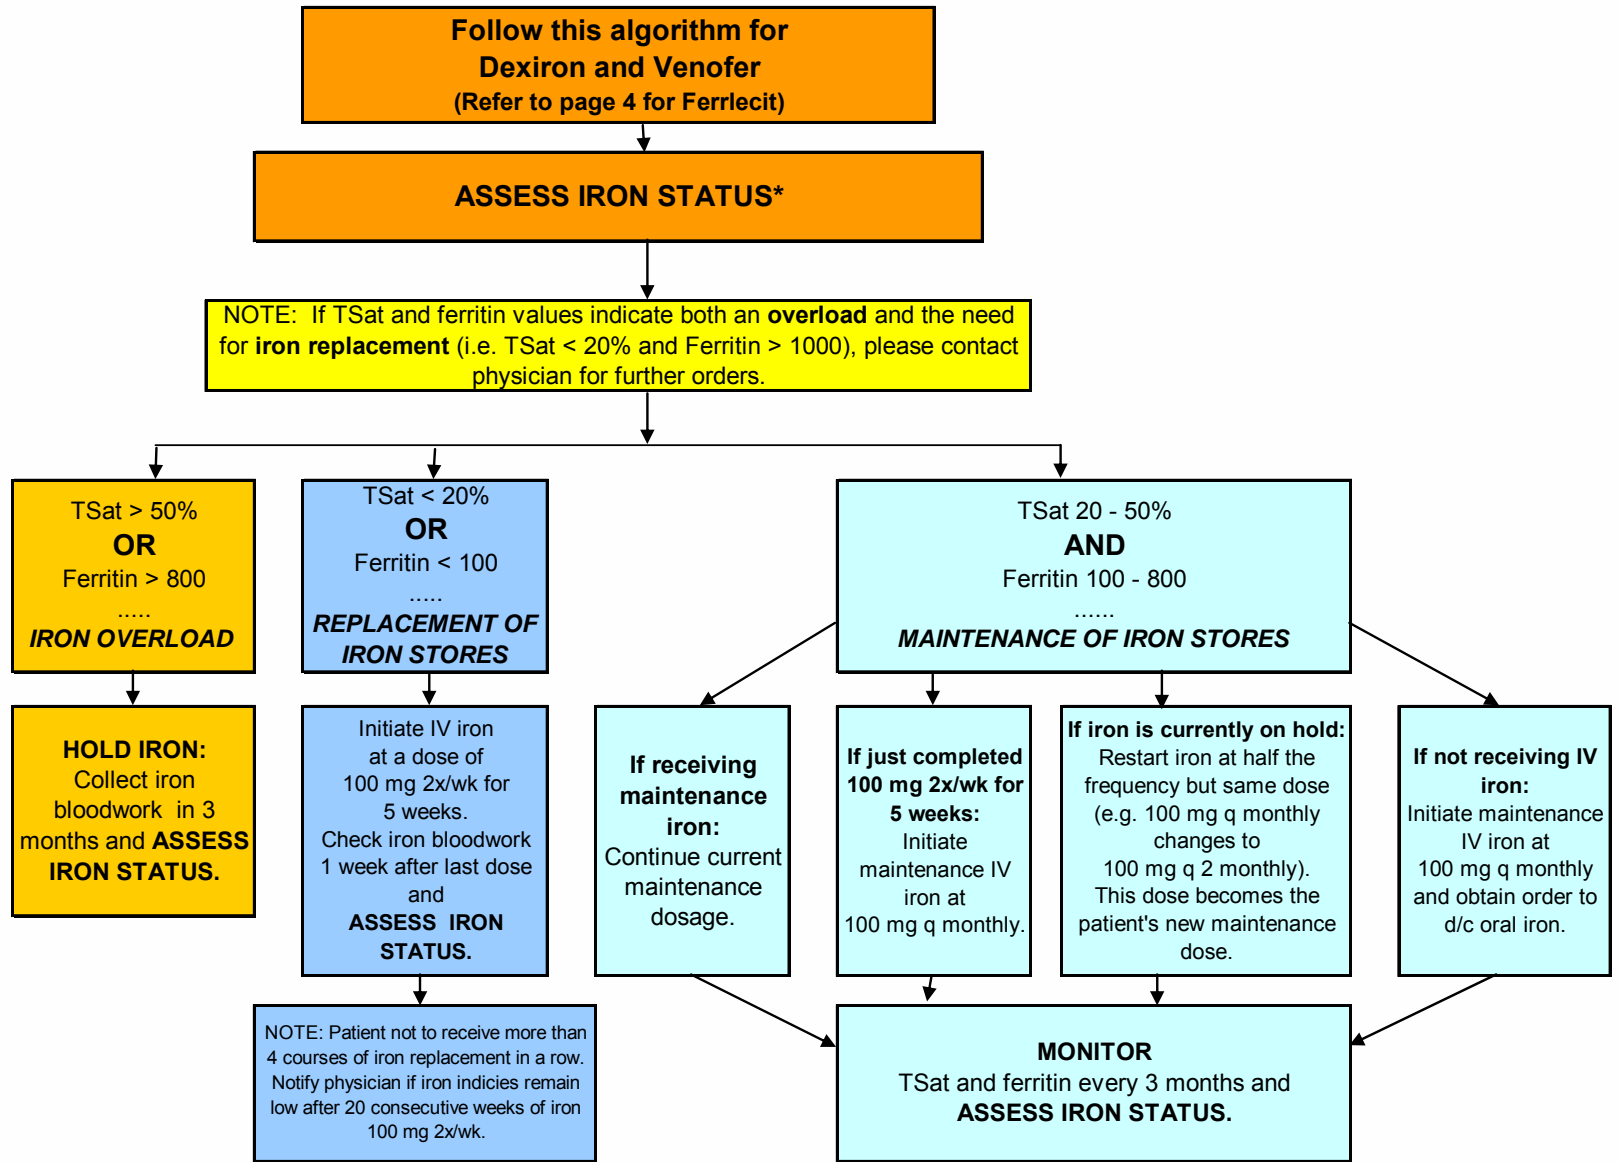 Follow this algorithm for
Dexiron and Venofer
(Refer to page 4 for Ferrlecit)
ASSESS IRON STATUS*
NOTE:  If TSat and ferritin values indicate both an overload and the need
for iron replacement (i.e. TSat < 20% and Ferritin > 1000), please contact
physician for further orders.
TSat > 50%
OR
Ferritin > 800
.....
IRON OVERLOAD
TSat < 20%
OR
Ferritin < 100
.....
REPLACEMENT OF
IRON STORES
TSat 20 - 50%
AND
Ferritin 100 - 800
......
MAINTENANCE OF IRON STORES
HOLD IRON:
Collect iron
bloodwork  in 3
months and ASSESS
IRON STATUS.
Initiate IV iron
at a dose of
100 mg 2x/wk for
5 weeks.
Check iron bloodwork
1 week after last dose
and
ASSESS  IRON
STATUS.
If receiving
maintenance
iron:
Continue current
maintenance
dosage.
If just completed
100 mg 2x/wk for
5 weeks:
Initiate
maintenance IV
iron at
100 mg q monthly.
If iron is currently on hold:
Restart iron at half the
frequency but same dose
(e.g. 100 mg q monthly
changes to
100 mg q 2 monthly).
This dose becomes the
patient's new maintenance
dose.
If not receiving IV
iron:
Initiate maintenance
IV iron at
100 mg q monthly
and obtain order to
d/c oral iron.
NOTE: Patient not to receive more than
4 courses of iron replacement in a row.
Notify physician if iron indicies remain
low after 20 consecutive weeks of iron
100 mg 2x/wk.
MONITOR
TSat and ferritin every 3 months and
ASSESS IRON STATUS.